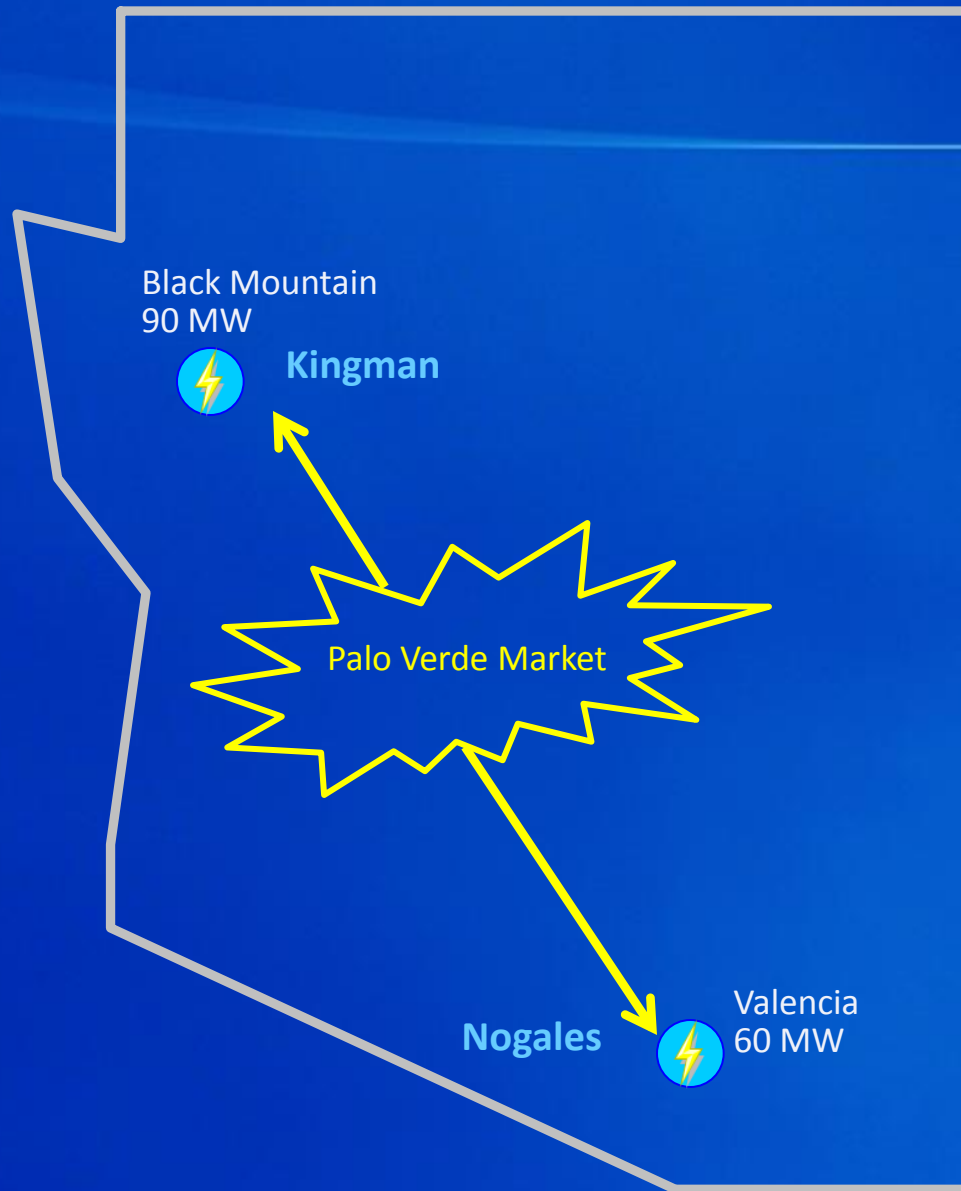 Black Mountain
90 MW
Kingman
Palo Verde Market
Nogales
Valencia
60 MW